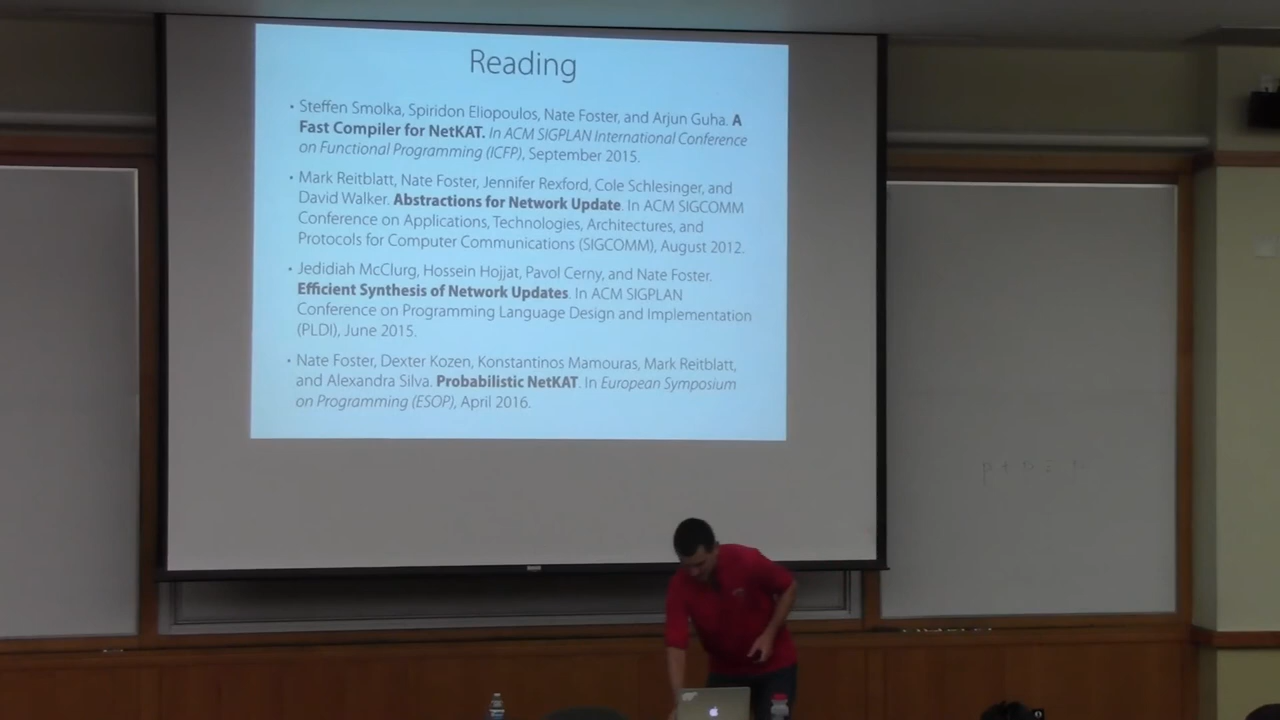 Reading
• Steffen Smolka, Spiridon Eliopoulos, Nate Foster, and Arjun Guha. A
Fast Compiler for NetKAT. In ACM SIGPLAN International Conference
on Functional Programming (ICFP), September 2015.
• Mark Reitblatt, Nate Foster, Jennifer Rexford, Cole Schlesinger, and
David Walker. Abstractions for Network Update. In ACM SIGCOMM
Conference on Applications, Technologies, Architectures, and
Protocols for Computer Communications (SIGCOMM), August 2012.
• Jedidiah McClurg, Hossein Hojjat, Pavol Cerny, and Nate Foster.
Efficient Synthesis of Network Updates. In ACM SIGPLAN
Conference on Programming Language Design and Implementation
(PLDI), June 2015.
• Nate Foster, Dexter Kozen, Konstantinos Mamouras, Mark Reitblatt,
and Alexandra Silva. Probabilistic NetKAT. In European Symposium
on Programming (ESOP), April 2016.